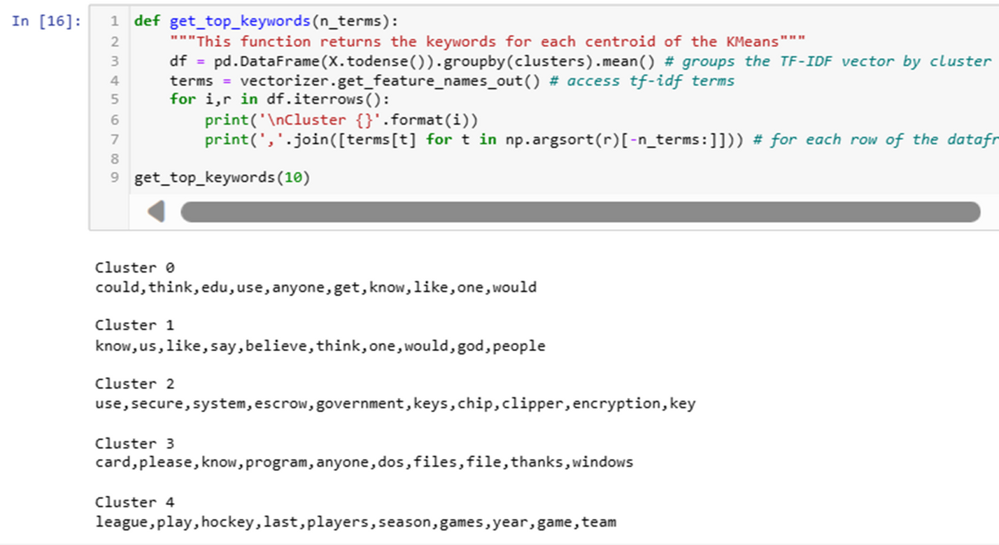 In [16]:
1 def get_top_keywords(n_terms):
2     """This function returns the keywords for each centroid of the KMeans"""
3     df = pd.DataFrame(X.todense()).groupby(clusters).mean() # groups the TF-IDF vector by cluster
4     terms = vectorizer.get_feature_names_out() # access tf-idf terms
5     for i,r in df.iterrows():
6         print('\nCluster {}'.format(i))
7         print(','.join([terms[t] for t in np.argsort(r)[-n_terms:]])) # for each row of the datafr
8
9 get_top_keywords(10)
Cluster 0
could,think,edu,use,anyone,get,know,like,one,would
Cluster 1
know,us,like,say,believe,think,one,would,god,people
Cluster 2
use,secure,system,escrow,government,keys,chip,clipper,encryption,key
Cluster 3
card,please,know,program,anyone,dos,files,file,thanks,windows
Cluster 4
league,play,hockey,last,players,season,games,year,game,team